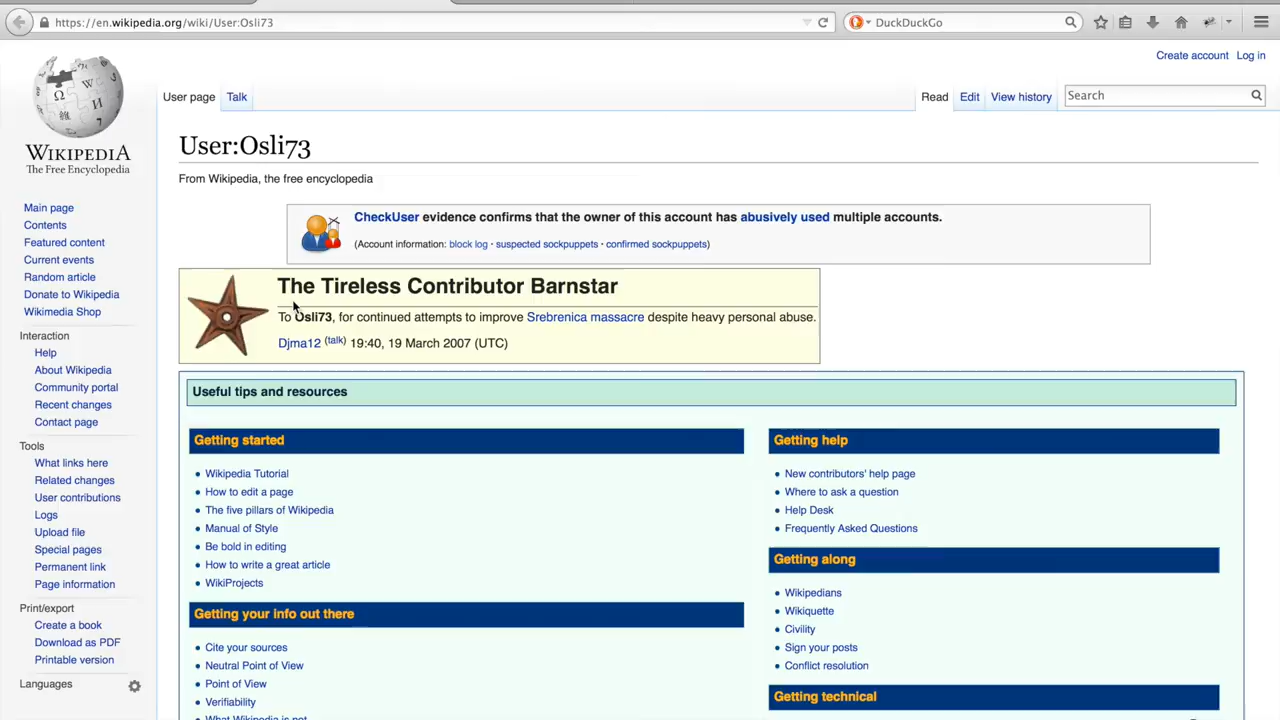 https://en.wikipedia.org/wiki/User:Osli73
DuckDuckGo
Create account Log in
User page Talk Read Edit View history Search
WIKIPEDIA
The Free Encyclopedia
User:Osli73
From Wikipedia, the free encyclopedia
Main page
Contents
Featured content
Current events
Random article
Donate to Wikipedia
Wikimedia Shop
Interaction
Help
About Wikipedia
Community portal
Recent changes
Contact page
Tools
What links here
Related changes
User contributions
Logs
Upload file
Special pages
Permanent link
Page information
Print/export
Create a book
Download as PDF
Printable version
Languages
CheckUser evidence confirms that the owner of this account has abusively used multiple accounts.
(Account information: block log · suspected sockpuppets · confirmed sockpuppets)
The Tireless Contributor Barnstar
To Osli73, for continued attempts to improve Srebrenica massacre despite heavy personal abuse.
Djma12 (talk) 19:40, 19 March 2007 (UTC)
Useful tips and resources
Getting started
• Wikipedia Tutorial
• How to edit a page
• The five pillars of Wikipedia
• Manual of Style
• Be bold in editing
• How to write a great article
• WikiProjects
Getting your info out there
• Cite your sources
• Neutral Point of View
• Point of View
• Verifiability
• What Wikipedia is not
Getting help
• New contributors' help page
• Where to ask a question
• Help Desk
• Frequently Asked Questions
Getting along
• Wikipedians
• Wikiquette
• Civility
• Sign your posts
• Conflict resolution
Getting technical